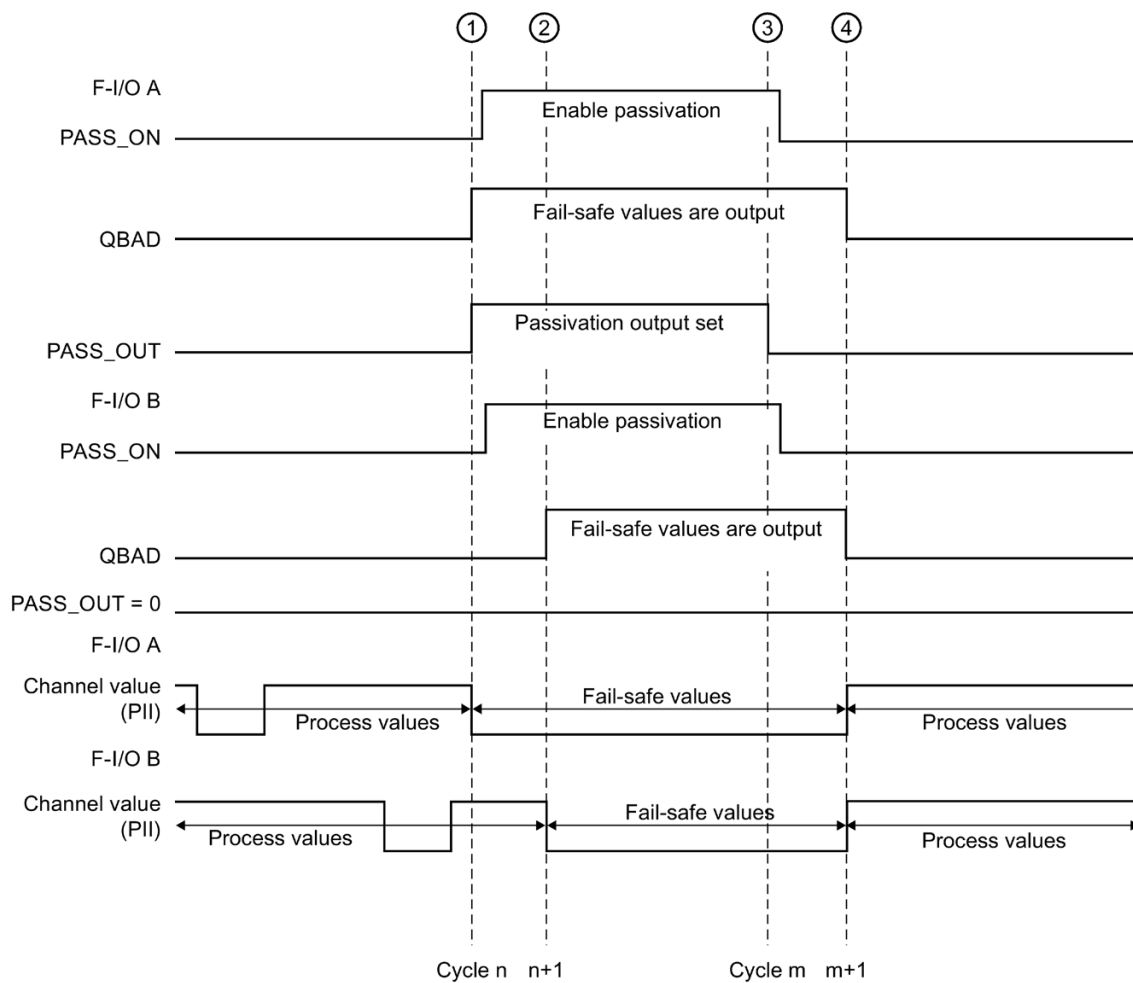 ① ② ③ ④
F-I/O A
Enable passivation
PASS_ON
Fail-safe values are output
QBAD
Passivation output set
PASS_OUT
F-I/O B
Enable passivation
PASS_ON
Fail-safe values are output
QBAD
PASS_OUT = 0
F-I/O A
Channel value
(PII)
Process values
Fail-safe values
Process values
F-I/O B
Channel value
(PII)
Process values
Fail-safe values
Process values
Cycle n n+1 Cycle m m+1